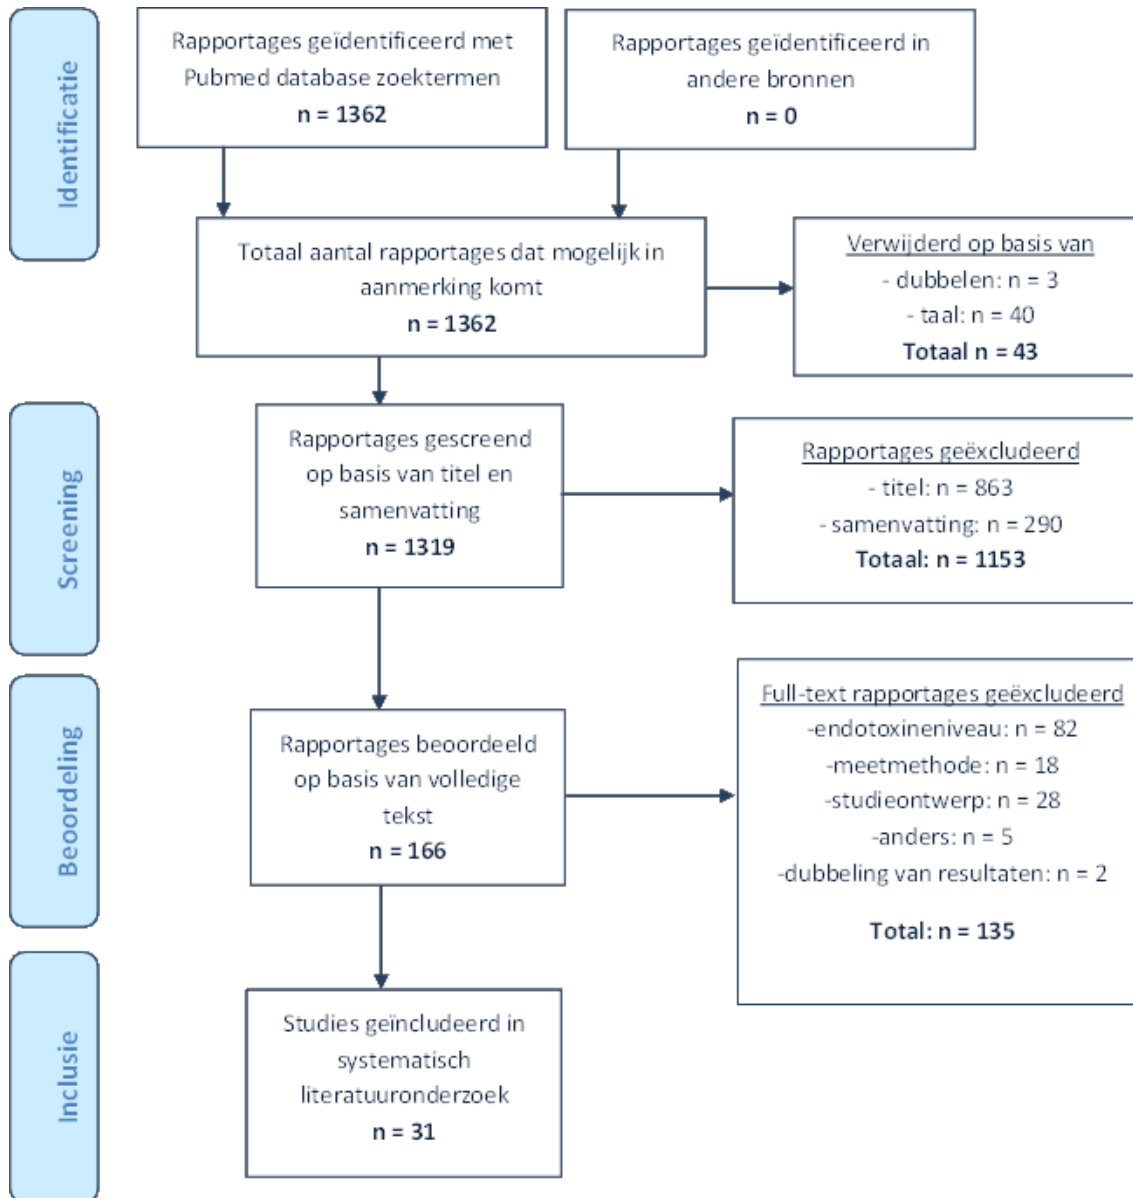 Identificatie
Rapportages geïdentificeerd met
Pubmed database zoektermen
n = 1362
Rapportages geïdentificeerd in
andere bronnen
n = 0
Totaal aantal rapportages dat mogelijk in
aanmerking komt
n = 1362
Verwijderd op basis van
- dubbelen: n = 3
- taal: n = 40
Totaal n = 43
Screening
Rapportages gescreend
op basis van titel en
samenvatting
n = 1319
Rapportages geëxcludeerd
- titel: n = 863
- samenvatting: n = 290
Totaal: n = 1153
Beoordeling
Rapportages beoordeeld
op basis van volledige
tekst
n = 166
Full-text rapportages geëxcludeerd
-endotoxineniveau: n = 82
-meetmethode: n = 18
-studieontwerp: n = 28
-anders: n = 5
-dubbeling van resultaten: n = 2
Total: n = 135
Inclusie
Studies geïncludeerd in
systematisch
literatuuronderzoek
n = 31